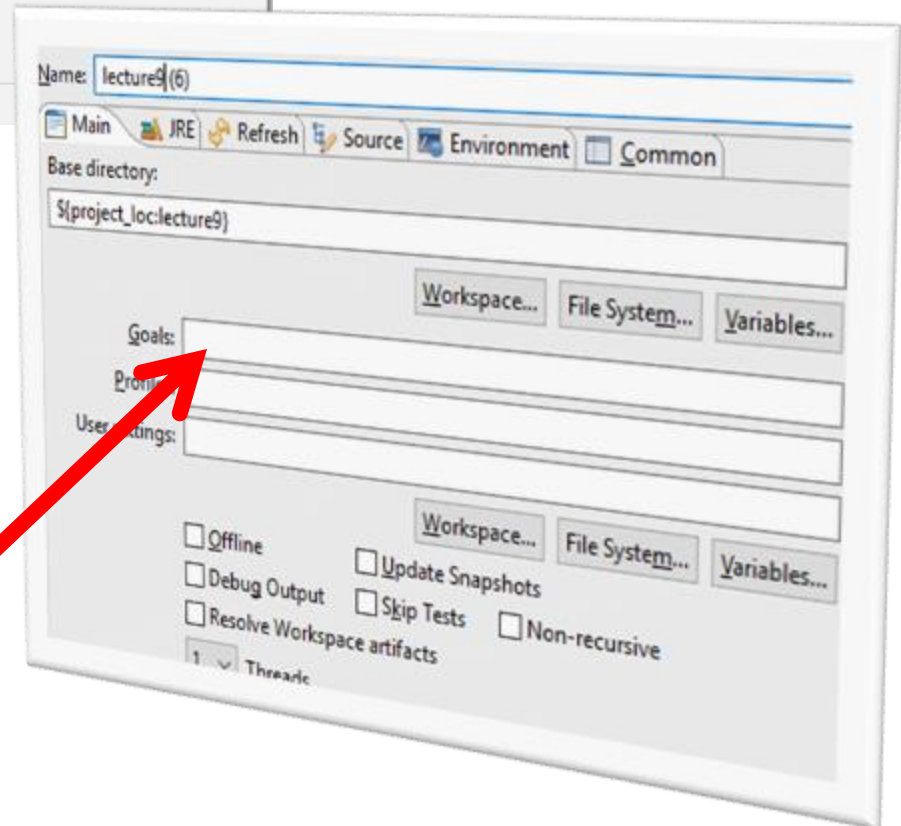 Name: lecture9 (6)
Main JRE Refresh Source Environment Common
Base directory:
${project_loc:lecture9}
Workspace... File System... Variables...
Goals:
User
Workspace... File System... Variables...
Offline Update Snapshots
Debug Output Skip Tests Non-recursive
Resolve Workspace artifacts
1 Threads